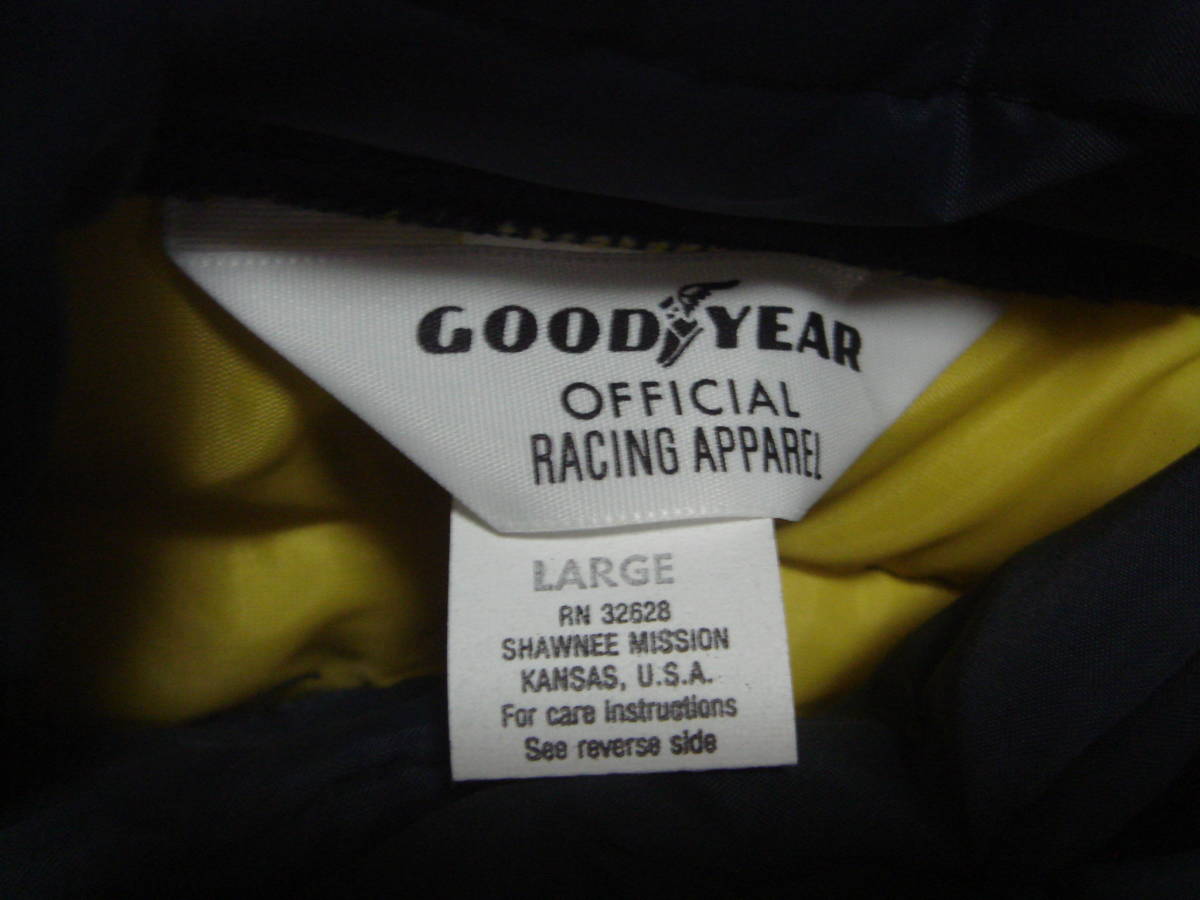 GOODYEAR
OFFICIAL
RACING APPAREL
LARGE
RN 32628
SHAWNEE MISSION
KANSAS, U.S.A.
For care instructions
See reverse side